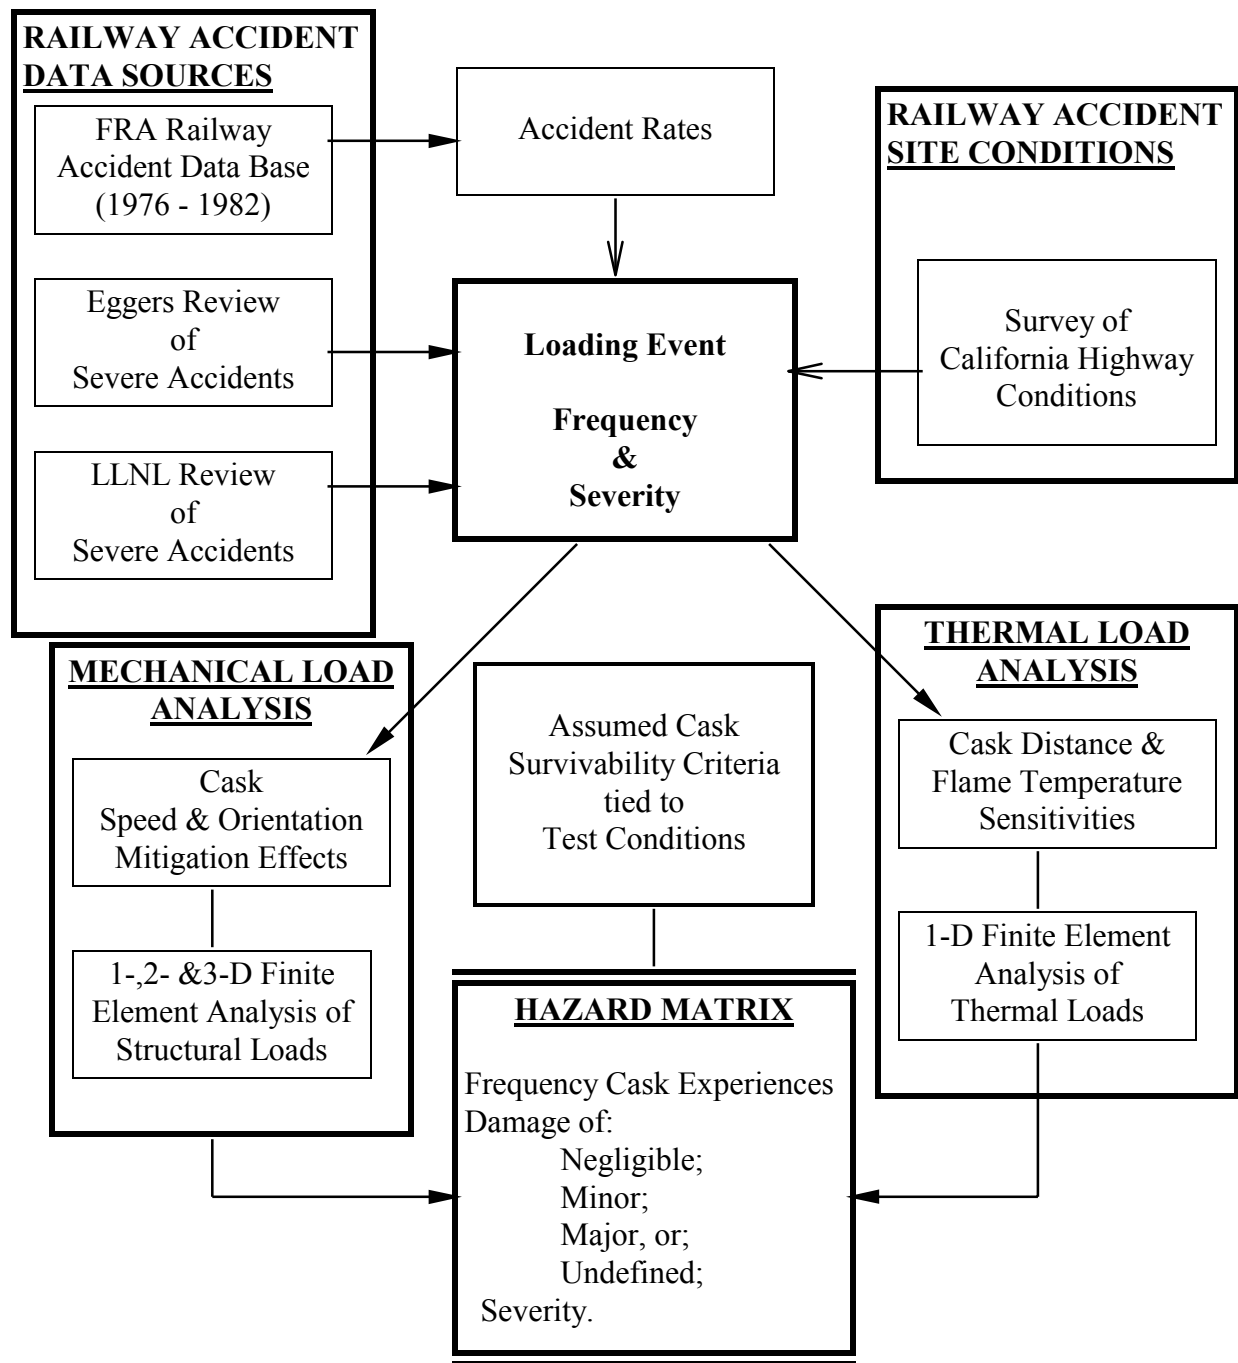 RAILWAY ACCIDENT
DATA SOURCES
FRA Railway
Accident Data Base
(1976 - 1982)
Eggers Review
of
Severe Accidents
LLNL Review
of
Severe Accidents
Accident Rates
Loading Event
Frequency
&
Severity
RAILWAY ACCIDENT
SITE CONDITIONS
Survey of
California Highway
Conditions
MECHANICAL LOAD
ANALYSIS
Cask
Speed & Orientation
Mitigation Effects
1-,2- &3-D Finite
Element Analysis of
Structural Loads
Assumed Cask
Survivability Criteria
tied to
Test Conditions
THERMAL LOAD
ANALYSIS
Cask Distance &
Flame Temperature
Sensitivities
1-D Finite Element
Analysis of
Thermal Loads
HAZARD MATRIX
Frequency Cask Experiences
Damage of:
Negligible;
Minor;
Major, or;
Undefined;
Severity.